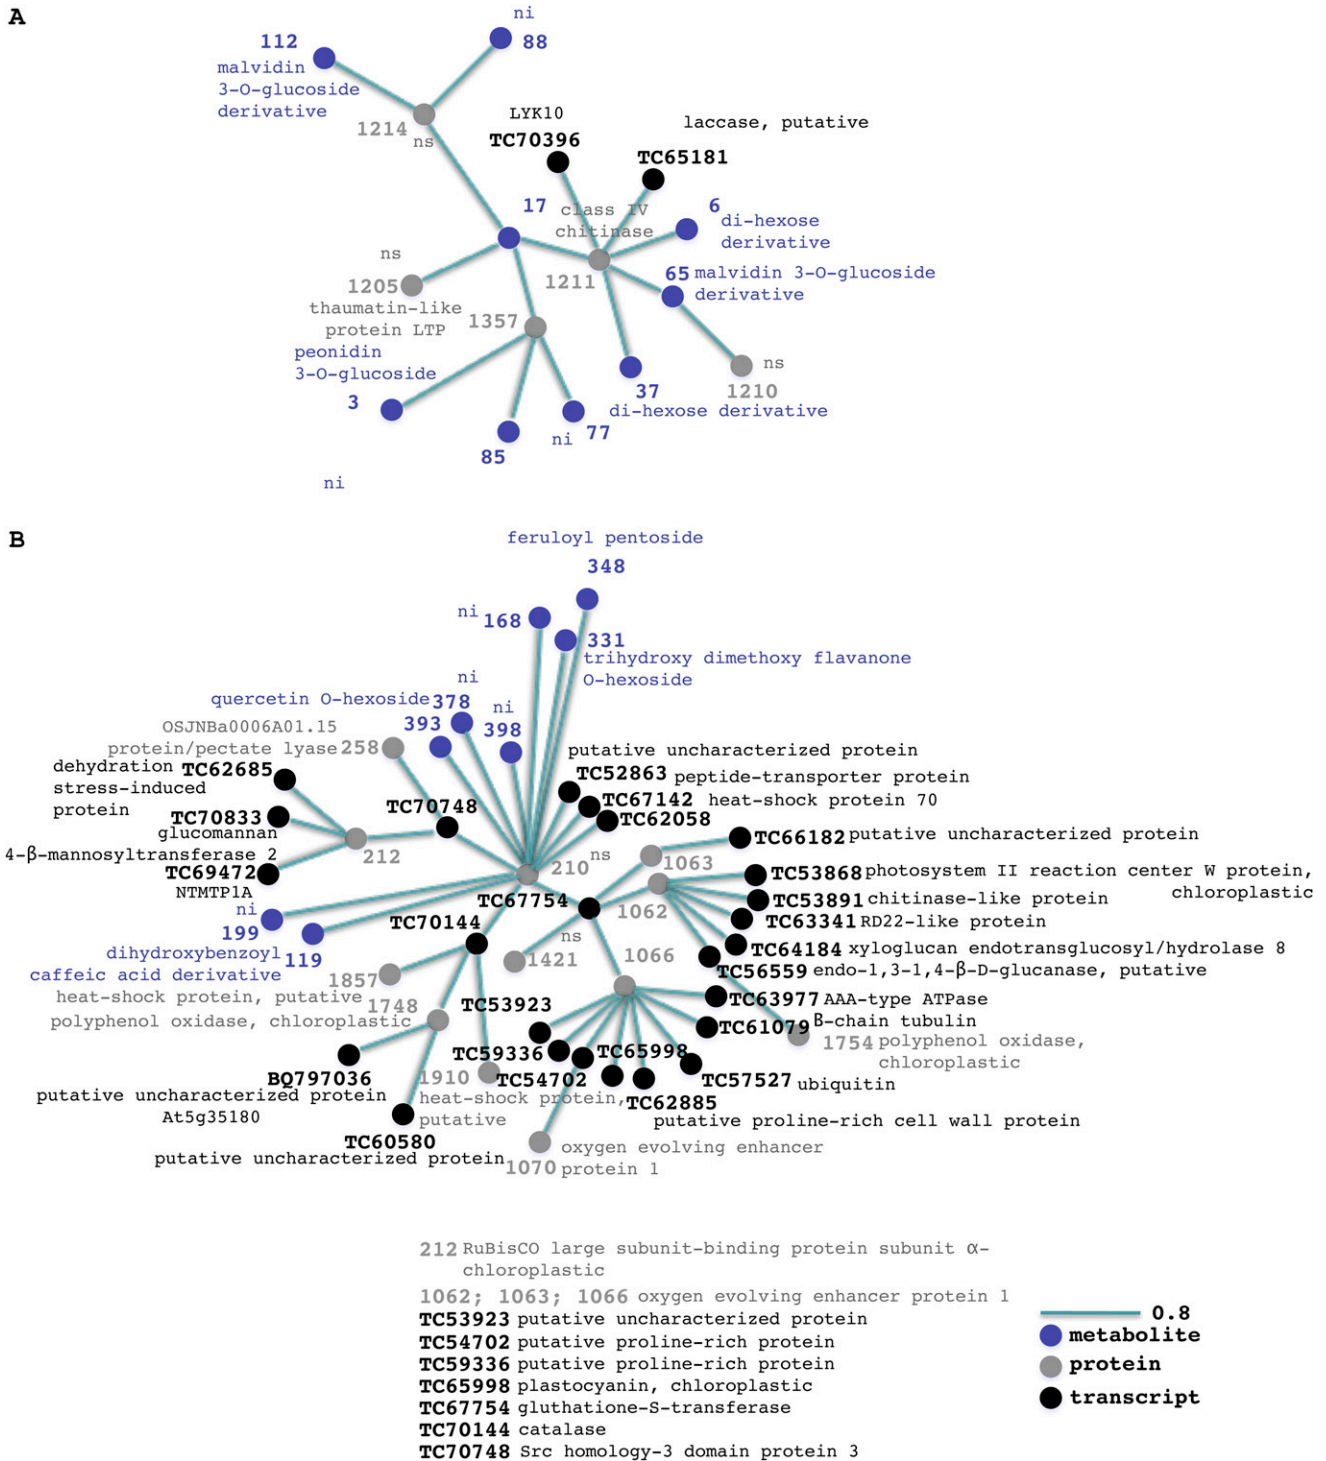 A
ni
112
88
malvidin
3-O-glucoside
derivative
1214
ns
LYK10
TC70396
laccase, putative
TC65181
17
class IV
chitinase
6
di-hexose
derivative
ns
1205
1211
65 malvidin 3-O-glucoside
derivative
thaumatin-like
protein LTP
1357
peonidin
3-O-glucoside
3
ns
1210
37
di-hexose derivative
ni
77
85
ni
B
feruloyl pentoside
348
ni 168
331
trihydroxy dimethoxy flavanone
O-hexoside
ni
quercetin O-hexoside 378
ni
393
398
OSJNBa0006A01.15
protein/pectate lyase 258
putative uncharacterized protein
dehydration
stress-induced
protein
TC62685
TC52863 peptide-transporter protein
TC70748
TC67142 heat-shock protein 70
TC70833
TC62058
glucomannan
4-β-mannosyltransferase 2
TC66182 putative uncharacterized protein
212
210
ns
1063
TC69472
NTMTP1A
TC53868 photosystem II reaction center W protein,
chloroplastic
TC67754
TC53891 chitinase-like protein
ni
199
TC70144
1062
TC63341 RD22-like protein
ns
dihydroxybenzoyl
caffeic acid derivative
119
1421
1066
TC64184 xyloglucan endotransglucosyl/hydrolase 8
TC56559 endo-1,3-1,4-β-D-glucanase, putative
1857
heat-shock protein, putative
1748
TC53923
TC63977 AAA-type ATPase
polyphenol oxidase, chloroplastic
TC61079 B-chain tubulin
1754 polyphenol oxidase,
chloroplastic
TC59336
TC65998
BQ797036
putative uncharacterized protein
At5g35180
1910
TC54702
TC57527 ubiquitin
heat-shock protein,
putative
TC62885
putative proline-rich cell wall protein
TC60580
putative uncharacterized protein
1070
oxygen evolving enhancer
protein 1
212 RuBisCO large subunit-binding protein subunit α-
chloroplastic
1062; 1063; 1066 oxygen evolving enhancer protein 1
TC53923 putative uncharacterized protein
TC54702 putative proline-rich protein
TC59336 putative proline-rich protein
TC65998 plastocyanin, chloroplastic
TC67754 gluthatione-S-transferase
TC70144 catalase
TC70748 Src homology-3 domain protein 3
0.8
metabolite
protein
transcript